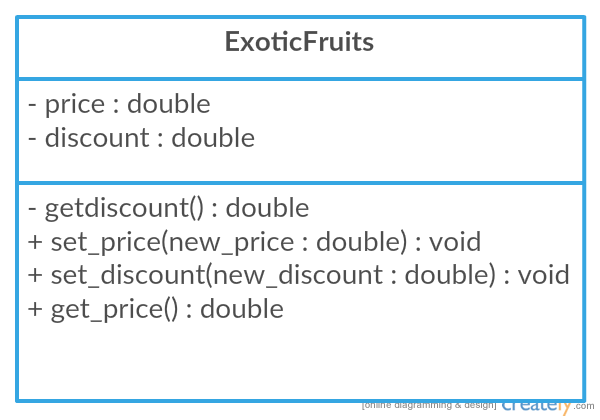 ExoticFruits
- price : double
- discount : double
- getdiscount() : double
+ set_price(new_price : double) : void
+ set_discount(new_discount : double) : void
+ get_price() : double
[online diagramming & design] creately.com